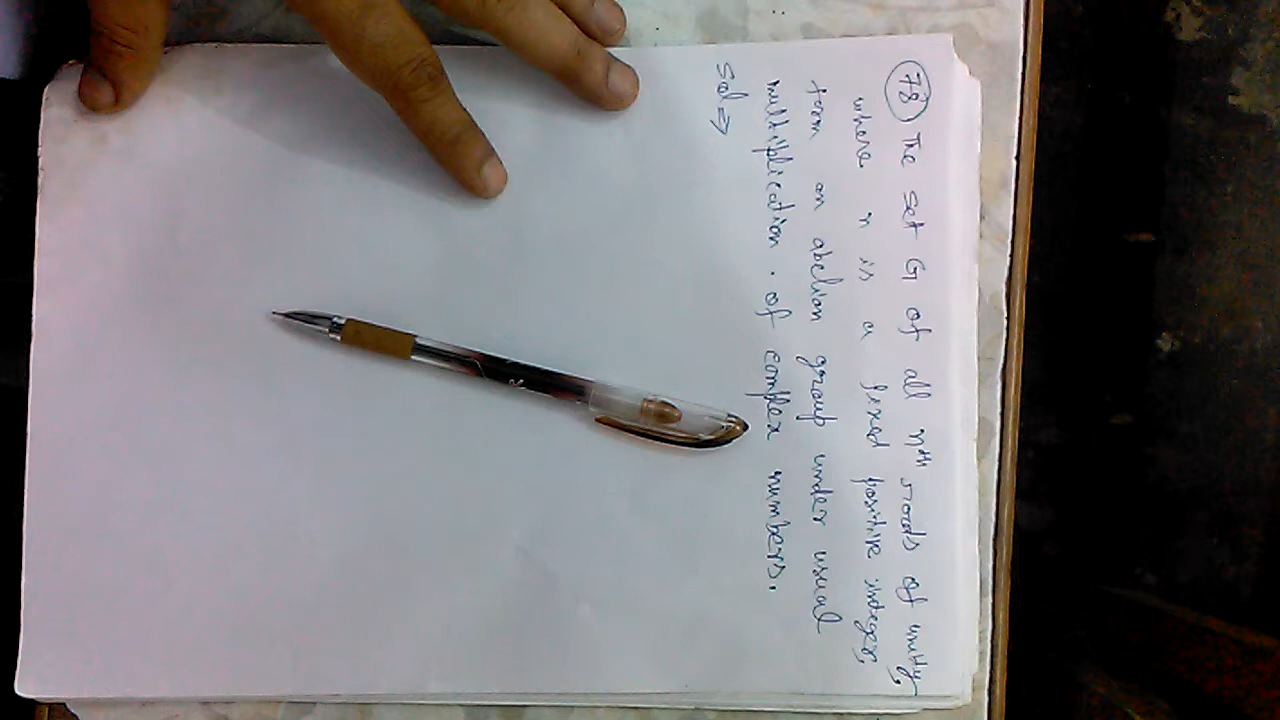 78 The set G of all nth roots of unity,
where n is a fixed positive integer,
form an abelian group under usual
multiplication. of complex numbers.
Sol ⇒